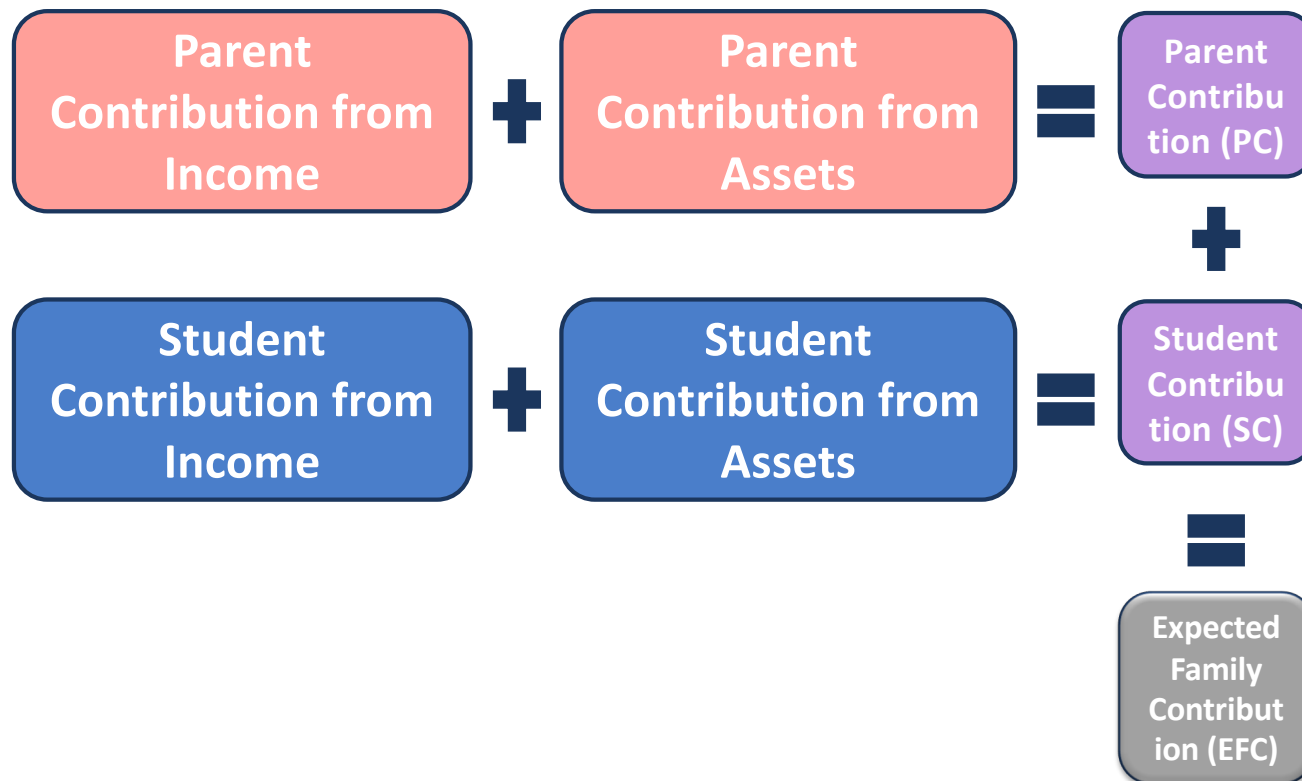 Parent
Contribution from
Income
Parent
Contribution from
Assets
Parent
Contribu
tion (PC)
Student
Contribution from
Income
Student
Contribution from
Assets
Student
Contribu
tion (SC)
Expected
Family
Contribut
ion (EFC)